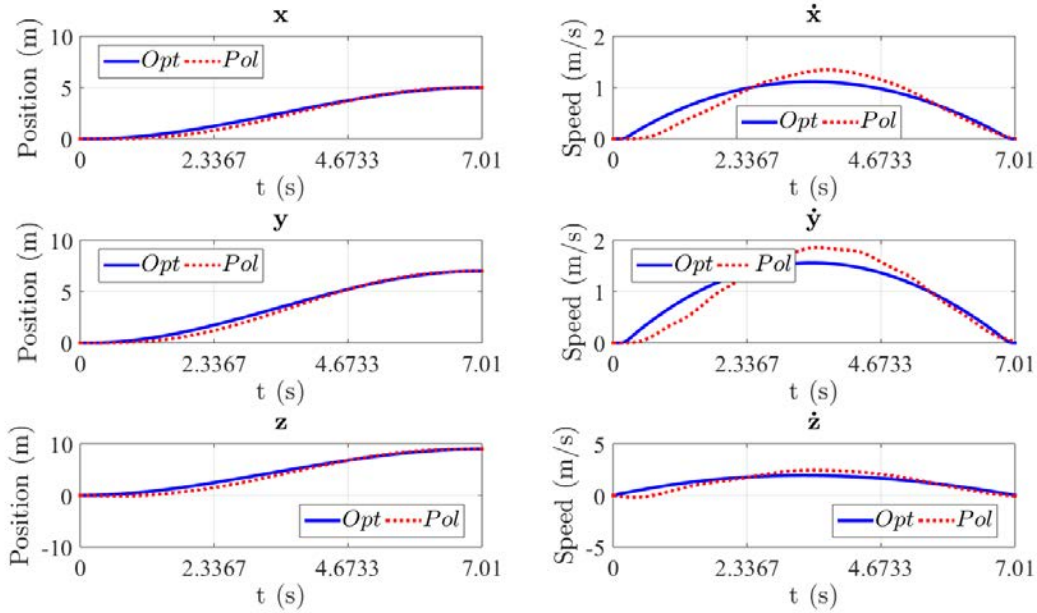 x
Position (m)
10
5
0
Opt Pol
0 2.3367 4.6733 7.01
t (s)
ẋ
Speed (m/s)
2
1
0
Opt Pol
0 2.3367 4.6733 7.01
t (s)
y
Position (m)
10
5
0
Opt Pol
0 2.3367 4.6733 7.01
t (s)
ẏ
Speed (m/s)
2
1
0
Opt Pol
0 2.3367 4.6733 7.01
t (s)
z
Position (m)
10
0
-10
Opt Pol
0 2.3367 4.6733 7.01
t (s)
ż
Speed (m/s)
5
0
-5
Opt Pol
0 2.3367 4.6733 7.01
t (s)